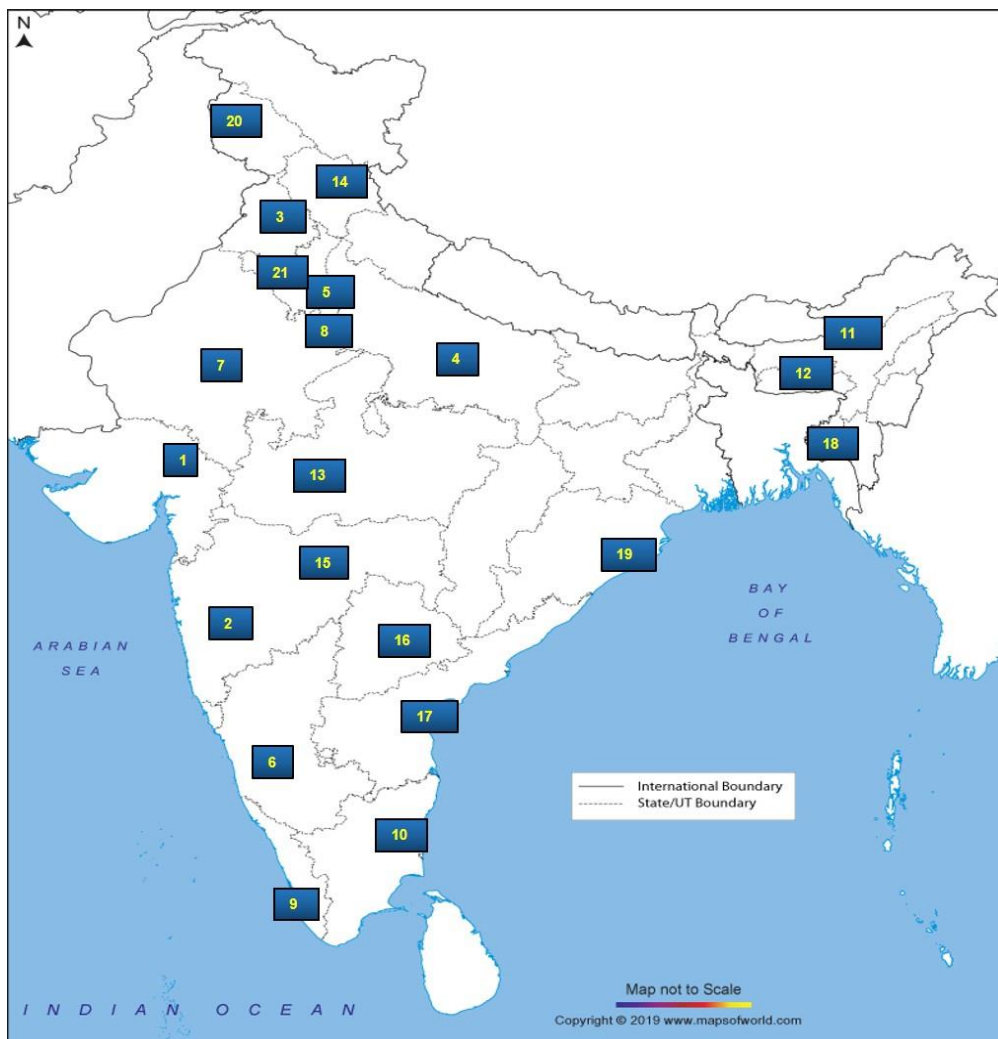 N
20
14
3
21
5
8
11
7
4
12
18
1
13
19
15
BAY
OF
BENGAL
2
16
ARABIAN
SEA
17
6
International Boundary
State/UT Boundary
10
9
Map not to Scale
INDIAN OCEAN
Copyright © 2019 www.mapsofworld.com